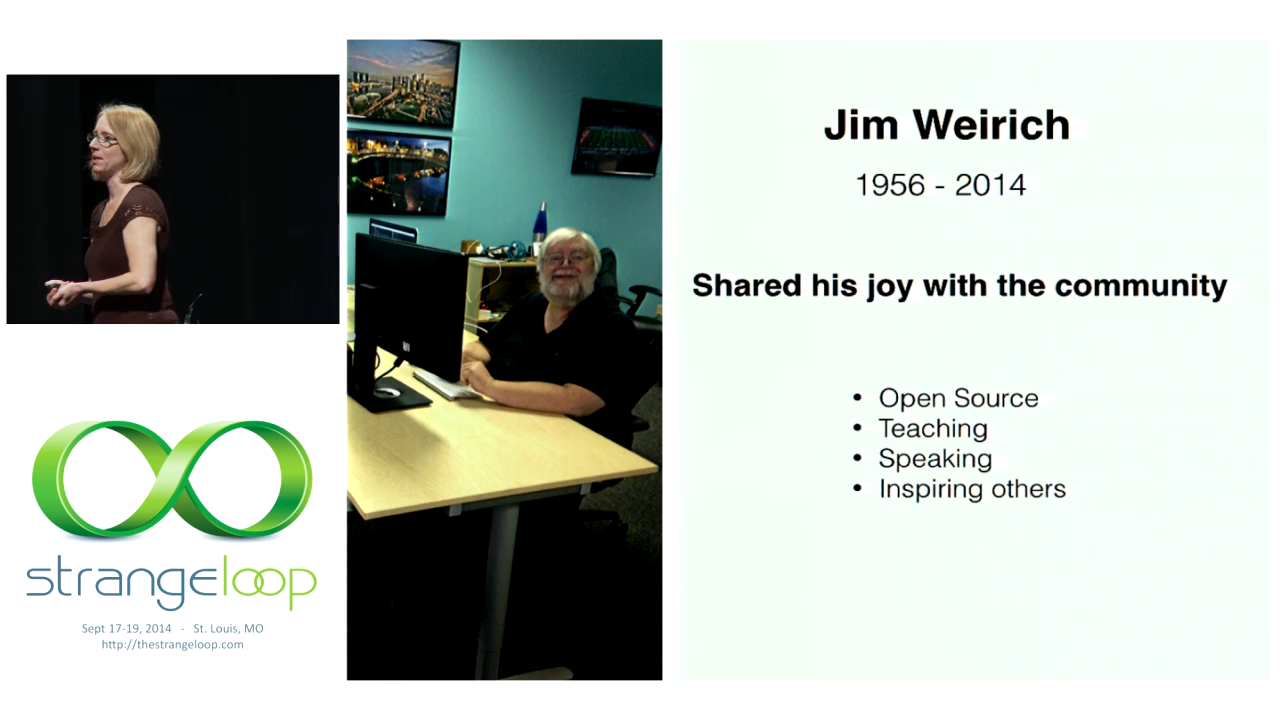 Jim Weirich
1956 - 2014
Shared his joy with the community
• Open Source
• Teaching
• Speaking
• Inspiring others
strangeloop
Sept 17-19, 2014 - St. Louis, MO
http://thestrangeloop.com